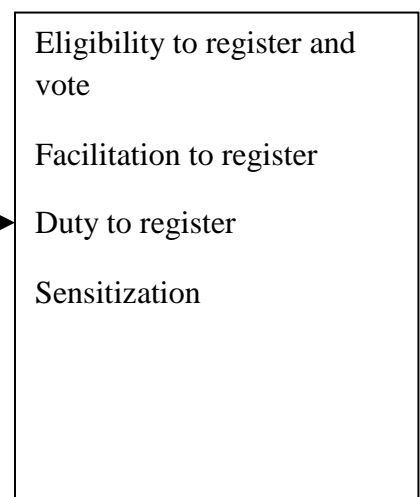 Eligibility to register and
vote
Facilitation to register
Duty to register
Sensitization